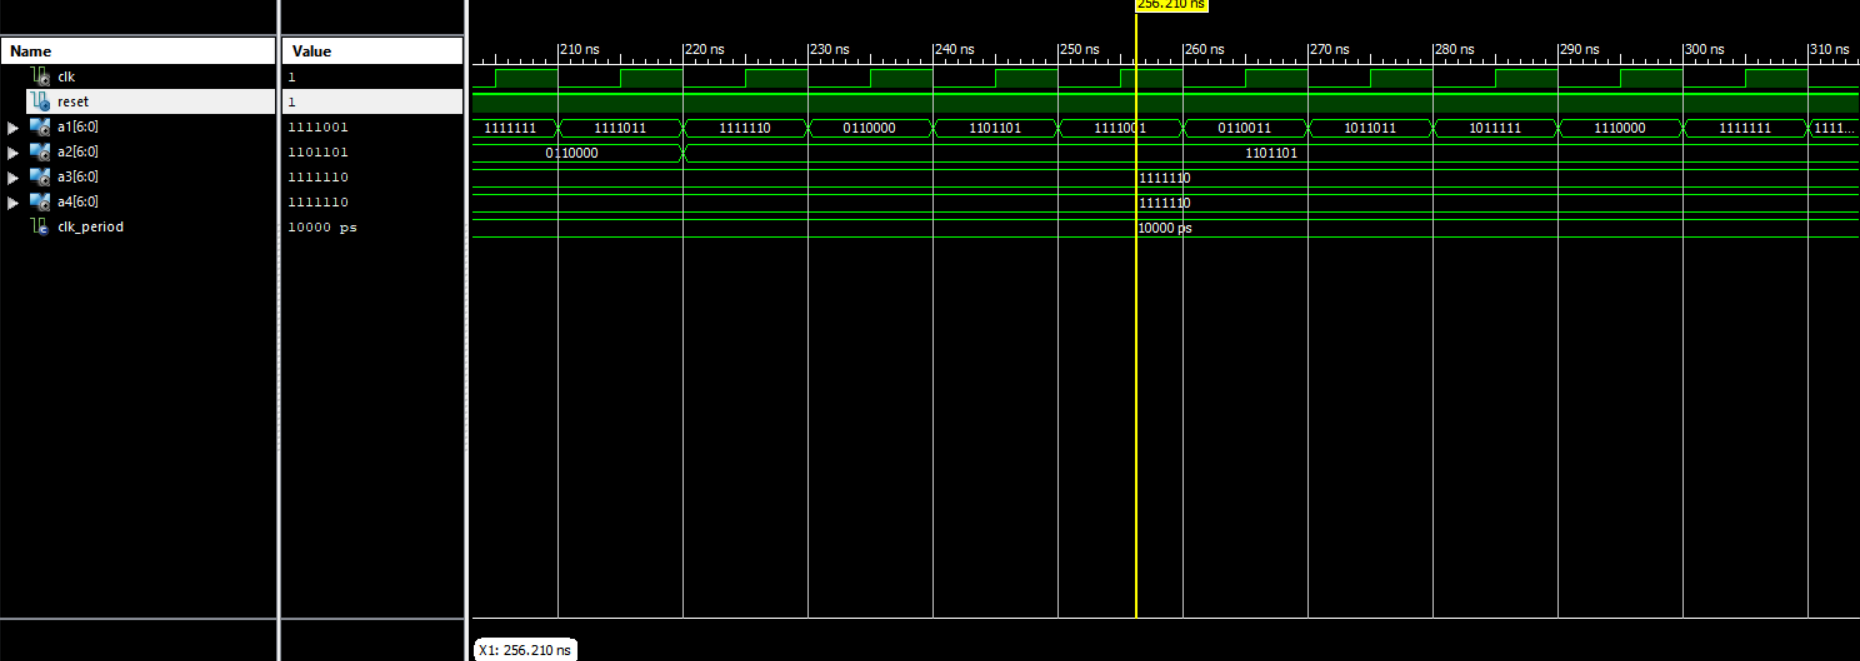 256.210 ns
Name Value 210 ns 220 ns 230 ns 240 ns 250 ns 260 ns 270 ns 280 ns 290 ns 300 ns 310 ns
clk 1
reset 1
a1[6:0] 1111001 1111111 1111011 1111110 0110000 1101101 1111001 0110011 1011011 1011111 1110000 1111111 1111...
a2[6:0] 1101101 0110000 1101101
a3[6:0] 1111110 1111110
a4[6:0] 1111110 1111110
clk_period 10000 ps 10000 ps
X1: 256.210 ns